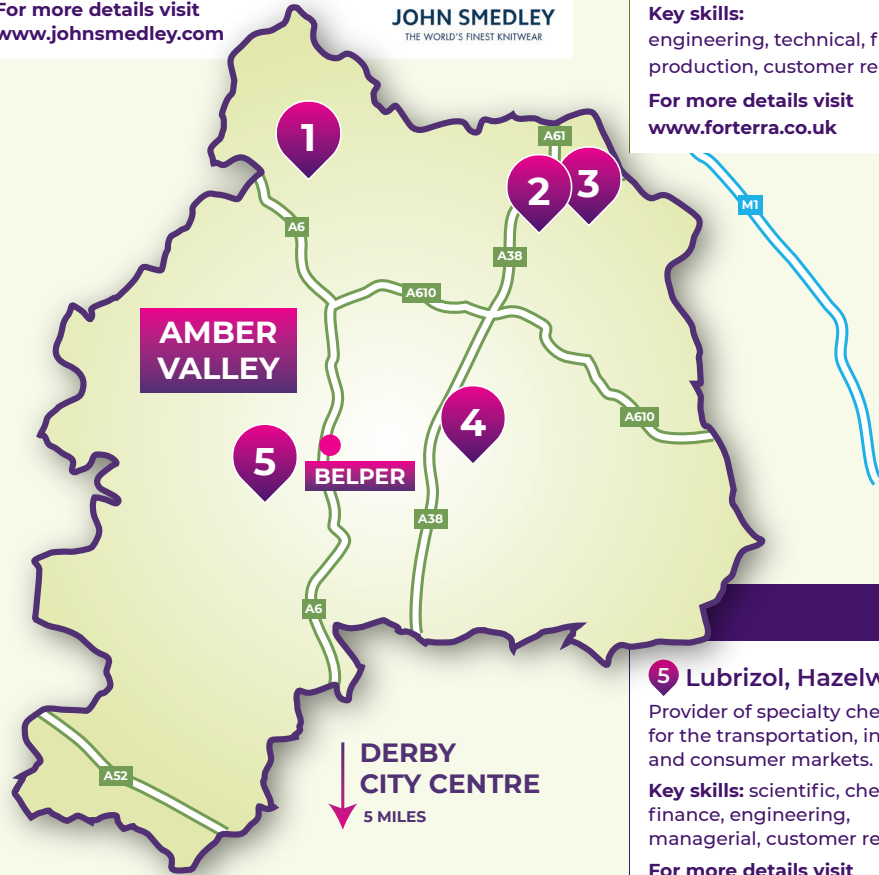 For more details visit
www.johnsmedley.com
JOHN SMEDLEY
THE WORLD'S FINEST KNITWEAR
Key skills:
engineering, technical, f
production, customer re
For more details visit
www.forterra.co.uk
A61
1
2
3
M1
A6
A38
A610
AMBER
VALLEY
A610
4
5
BELPER
A38
A6
DERBY
CITY CENTRE
5 MILES
A52
5 Lubrizol, Hazelw
Provider of specialty che
for the transportation, in
and consumer markets.
Key skills: scientific, che
finance, engineering,
managerial, customer re
For more details visit